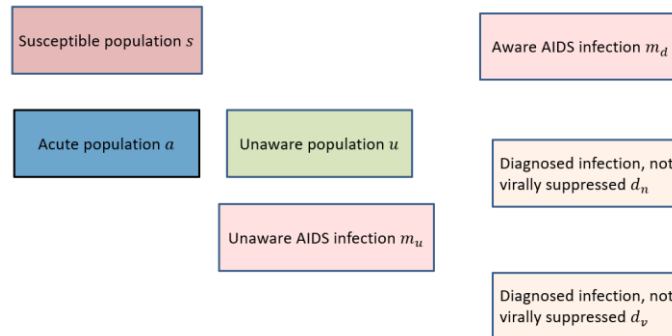 Susceptible population s
Aware AIDS infection m_d
Acute population a
Unaware population u
Diagnosed infection, not
virally suppressed d_n
Unaware AIDS infection m_u
Diagnosed infection, not
virally suppressed d_v